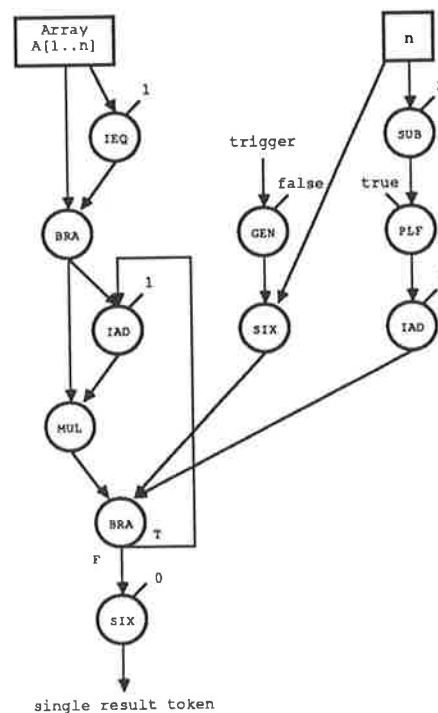 Array
A[1..n]
n
1
IEQ
SUB
trigger
false
true
BRA
GEN
PLF
1
IAD
SIX
IAD
MUL
BRA
T
F
0
SIX
single result token